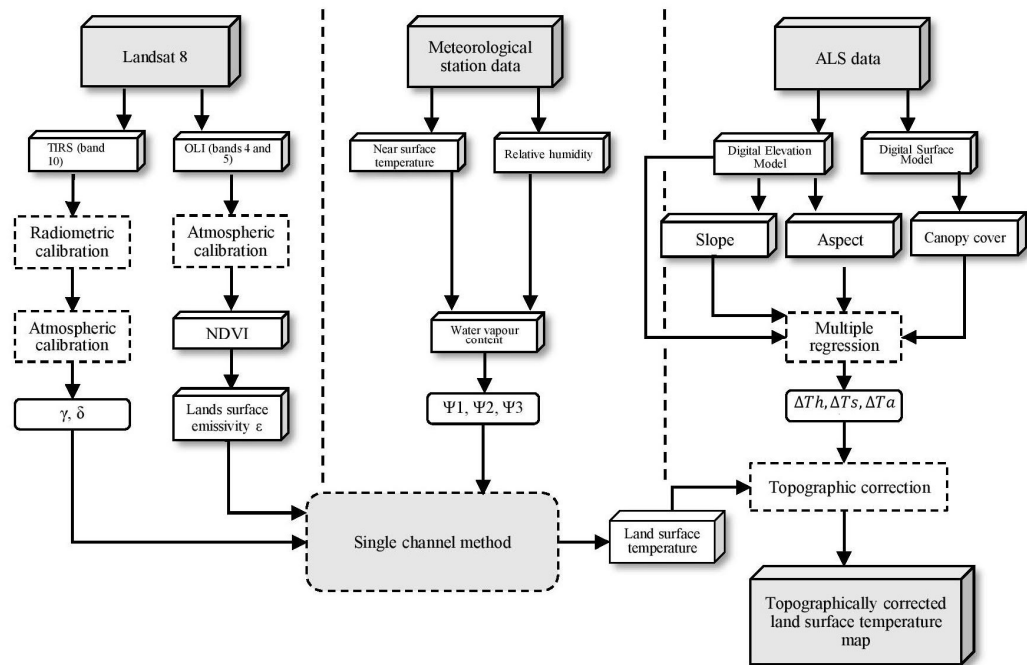 Landsat 8
TIRS (band
10)
OLI (bands 4 and
5)
Radiometric
calibration
Atmospheric
calibration
Atmospheric
calibration
NDVI
γ, δ
Lands surface
emissivity ε
Meteorological
station data
Near surface
temperature
Relative humidity
Water vapour
content
Ψ1, Ψ2, Ψ3
Single channel method
Land surface
temperature
ALS data
Digital Elevation
Model
Digital Surface
Model
Slope
Aspect
Canopy cover
Multiple
regression
ΔTh, ΔTs, ΔTa
Topographic correction
Topographically corrected
land surface temperature
map